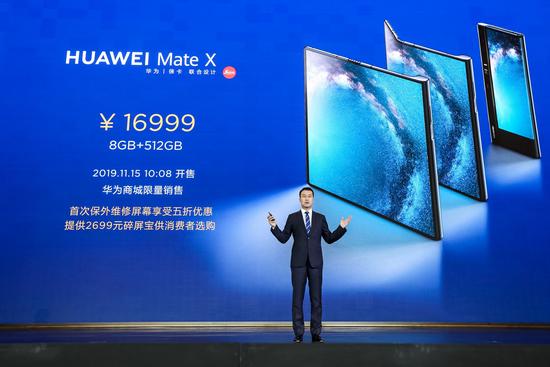 HUAWEI Mate X
华为 | 徕卡 联合设计
Leica
¥ 16999
8GB+512GB
2019.11.15 10:08 开售
华为商城限量销售
首次保外维修屏幕享受五折优惠
提供2699元碎屏宝供消费者选购